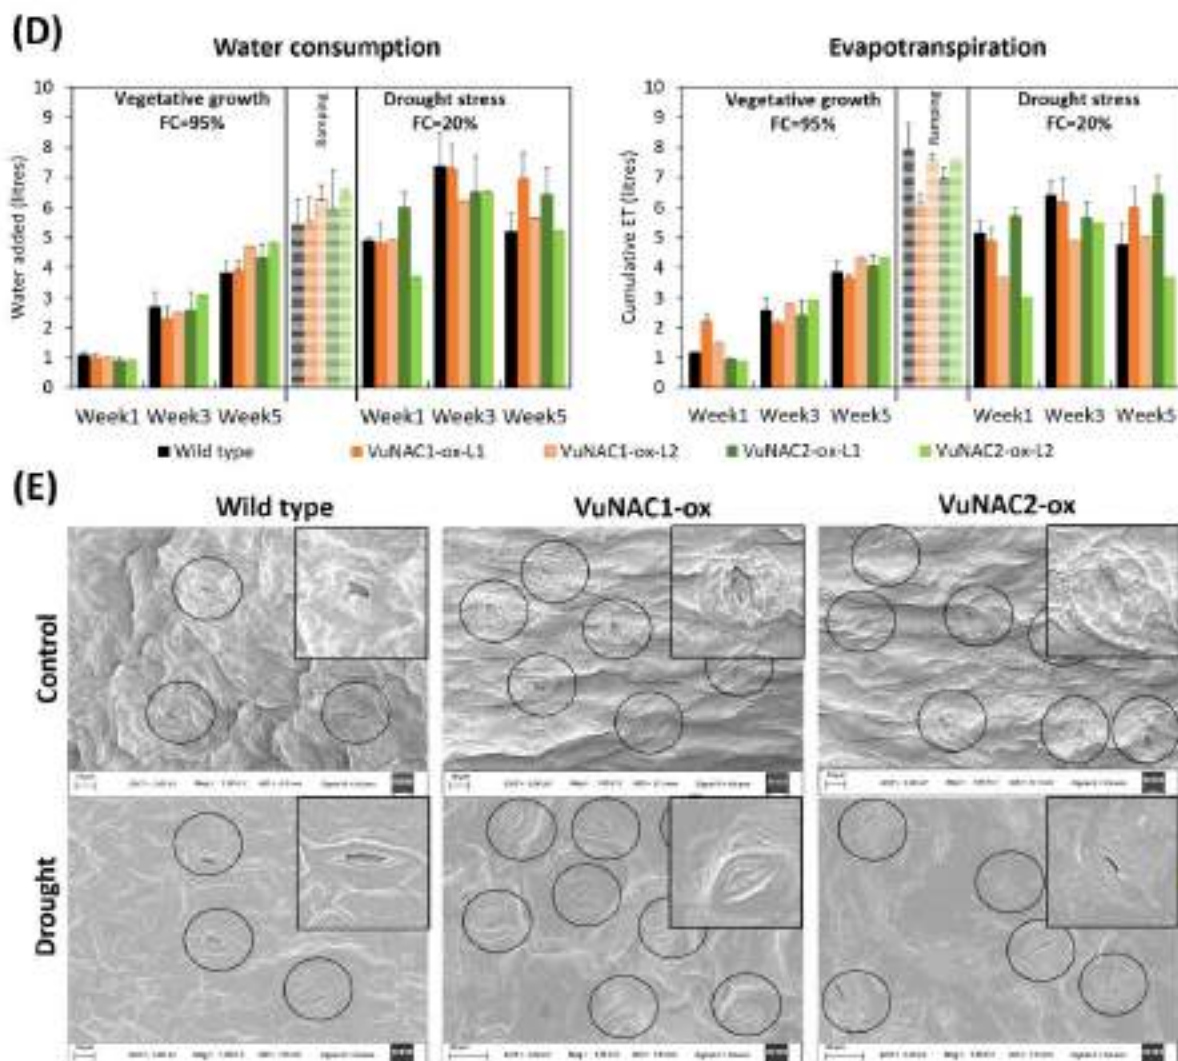 (D)
Water consumption
Evapotranspiration
Water added (litres)
10
9
8
7
6
5
4
3
2
1
0
Vegetative growth
FC=95%
Ramping
Drought stress
FC=20%
Week1 Week3 Week5 Week1 Week3 Week5
Cumulative ET (litres)
10
9
8
7
6
5
4
3
2
1
0
Vegetative growth
FC=95%
Ramping
Drought stress
FC=20%
Week1 Week3 Week5 Week1 Week3 Week5
Wild type VuNAC1-ox-L1 VuNAC1-ox-L2 VuNAC2-ox-L1 VuNAC2-ox-L2
(E)
Wild type VuNAC1-ox VuNAC2-ox
Control
Drought